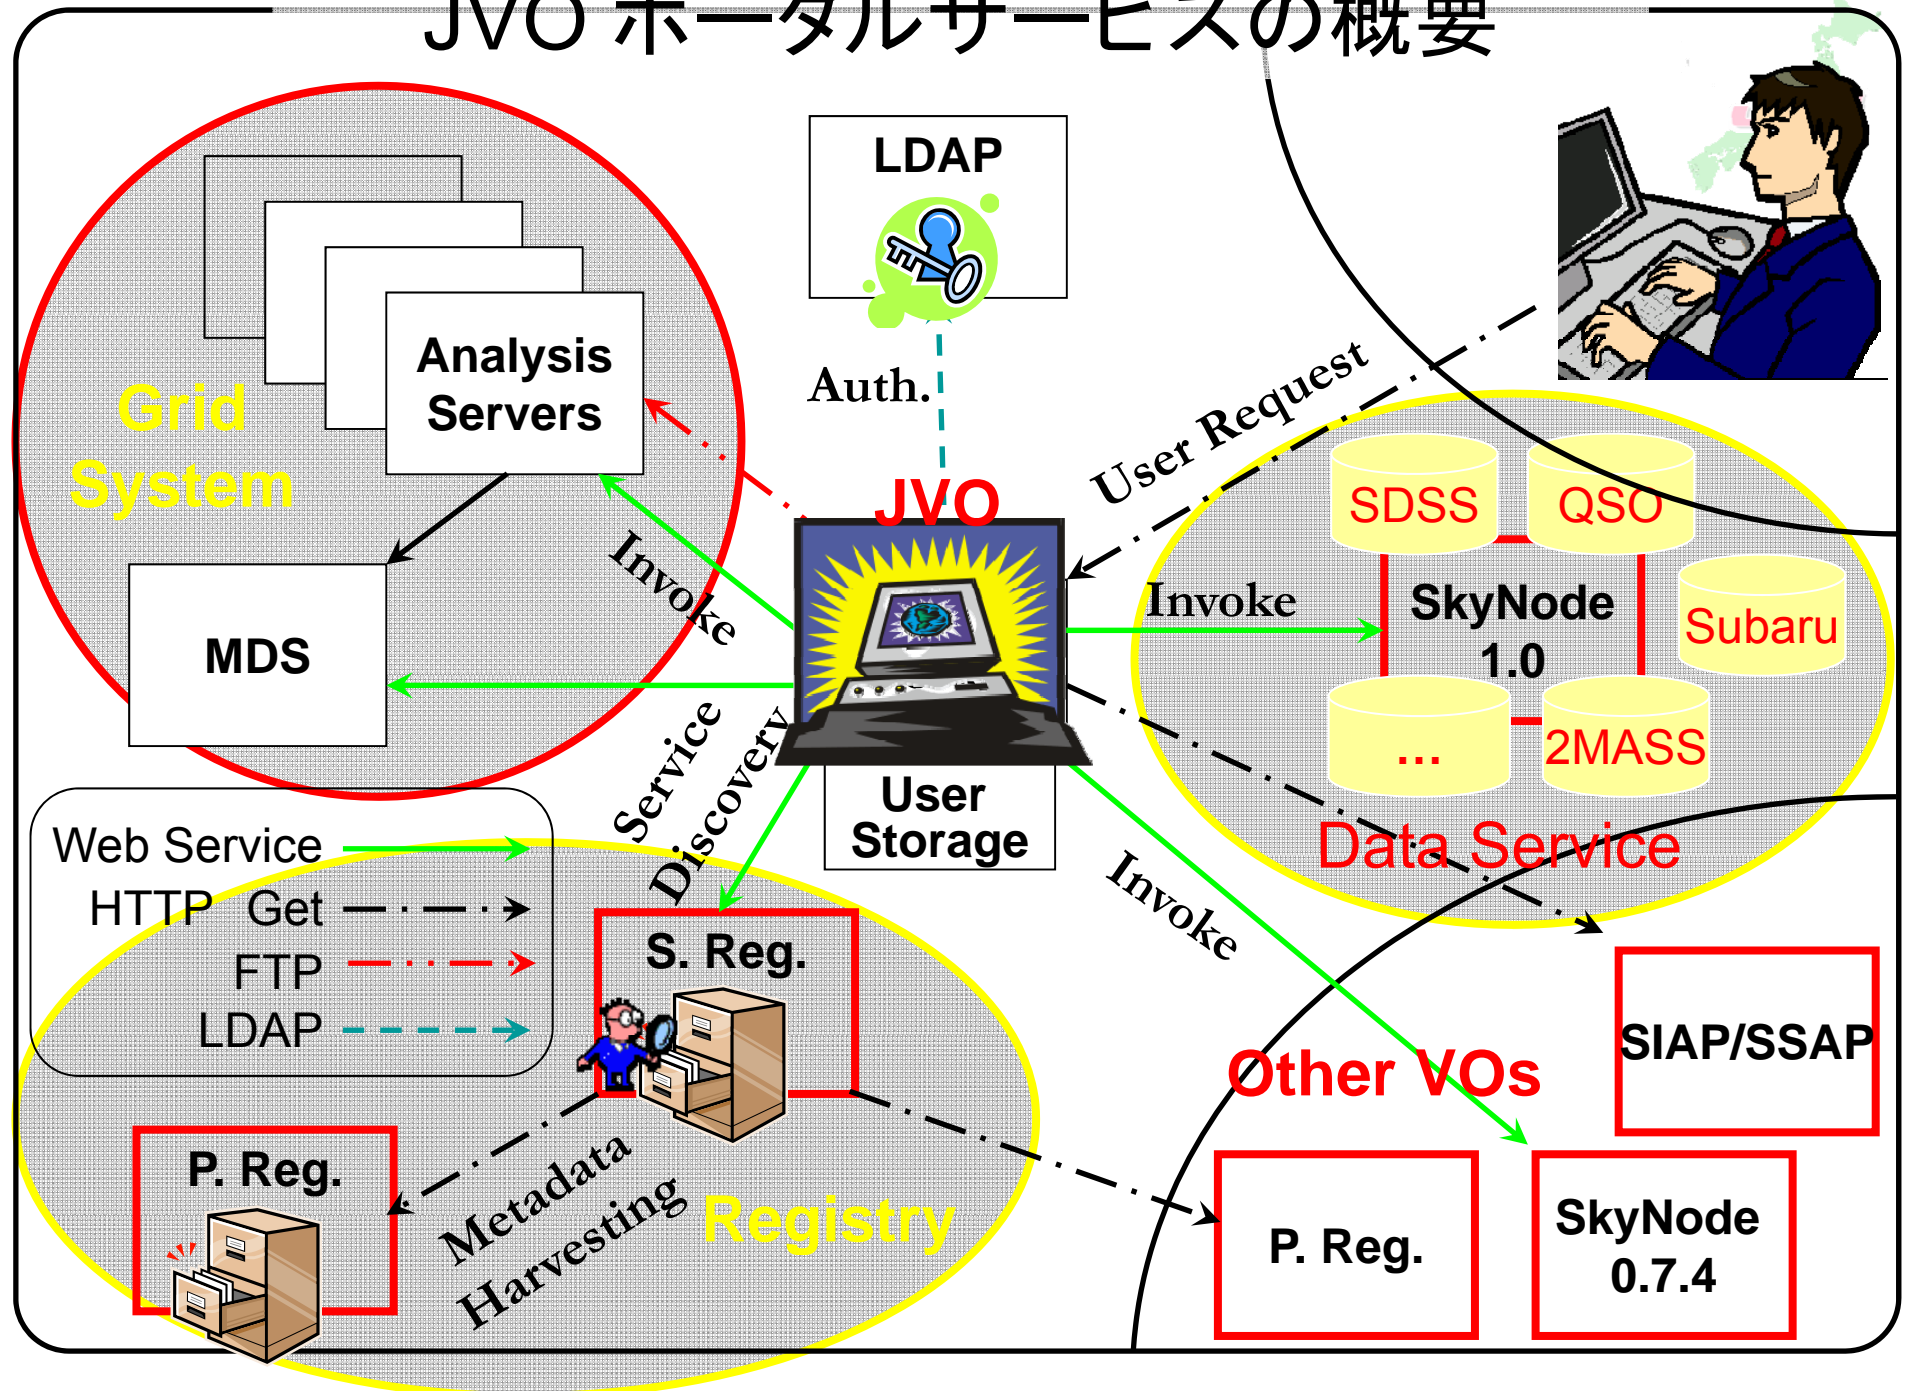 JVO ポータルサービスの概要
LDAP
Analysis
Servers
Grid
System
Auth.
User Request
JVO
SDSS
QSO
Subaru
SkyNode
1.0
...
2MASS
Data Service
Invoke
Invoke
MDS
Service
Discovery
User
Storage
Invoke
Web Service
HTTP Get
FTP
LDAP
S. Reg.
P. Reg.
Metadata
Harvesting
Registry
Other VOs
SIAP/SSAP
P. Reg.
SkyNode
0.7.4